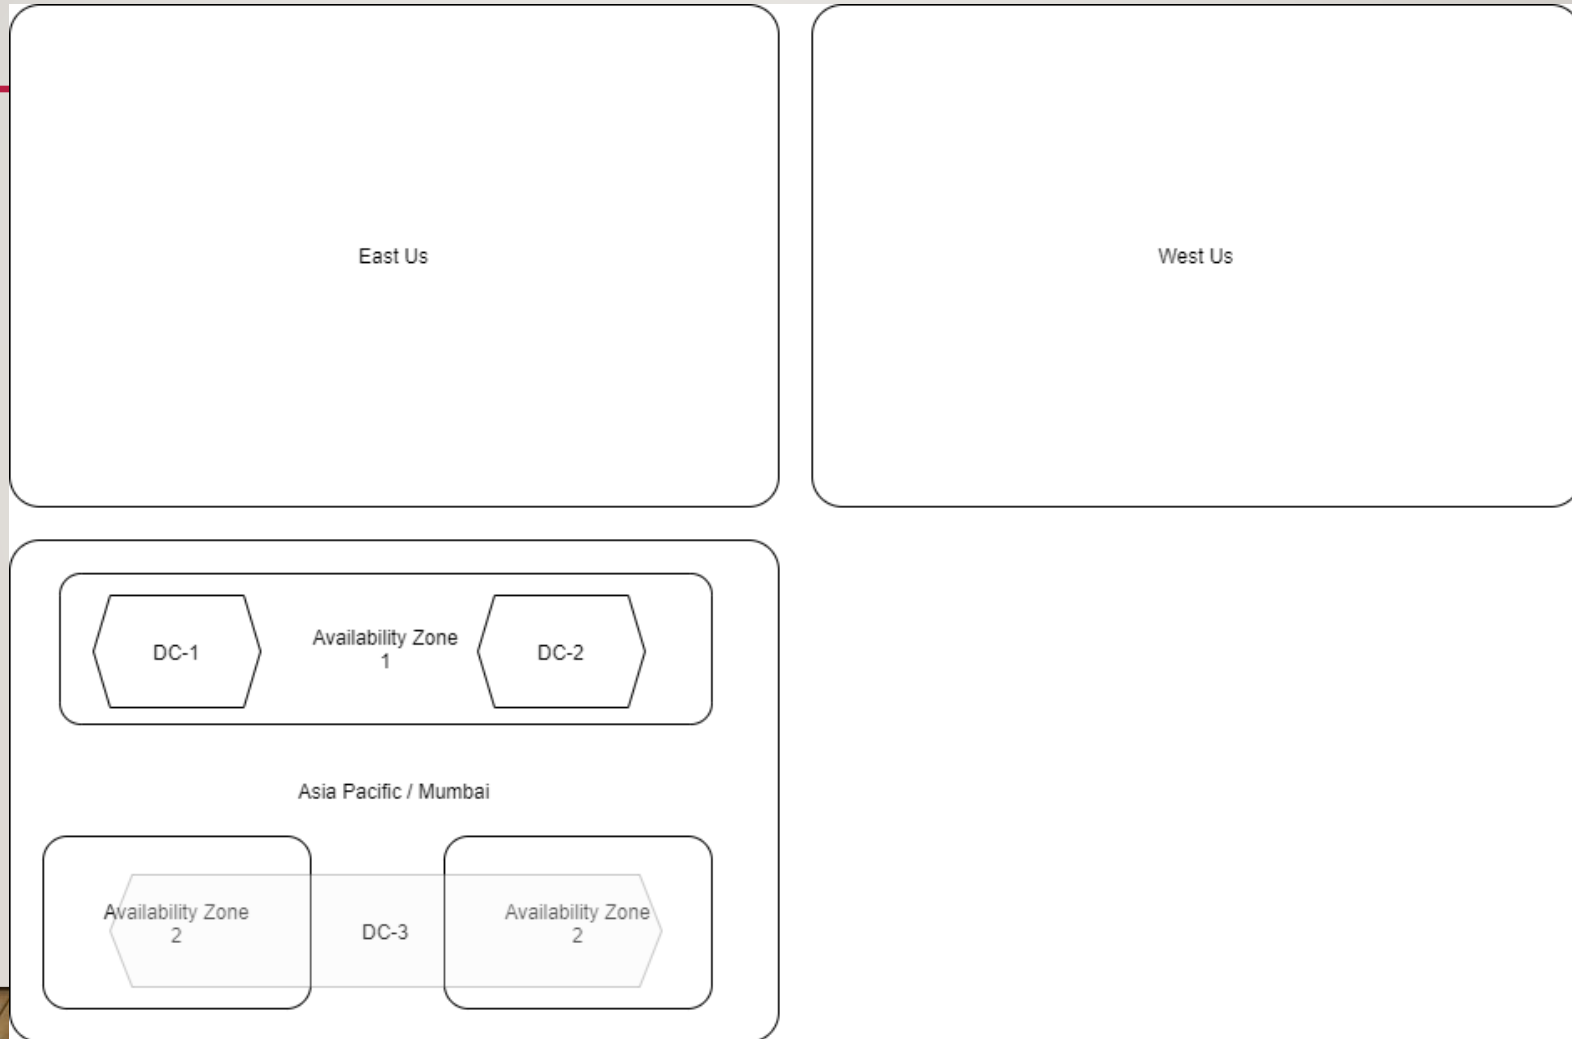 East Us
West Us
DC-1
Availability Zone
1
DC-2
Asia Pacific / Mumbai
Availability Zone
2
DC-3
Availability Zone
2